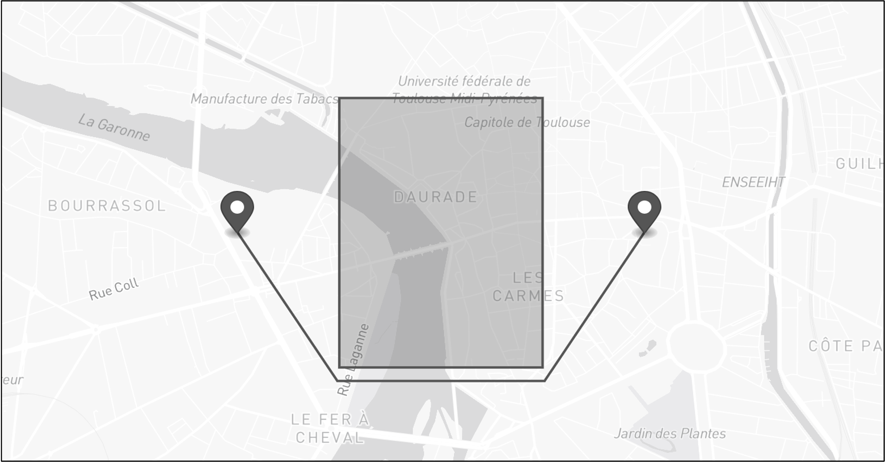 Université fédérale de
Toulouse Midi-Pyrénées
Manufacture des Tabacs
Capitole de Toulouse
La Garonne
GUILH
ENSEEIHT
DAURADE
BOURRASSOL
LES
CARMES
Rue Coll
CÔTE PA
Rue Laganne
eur
LE FER À
CHEVAL
Jardin des Plantes